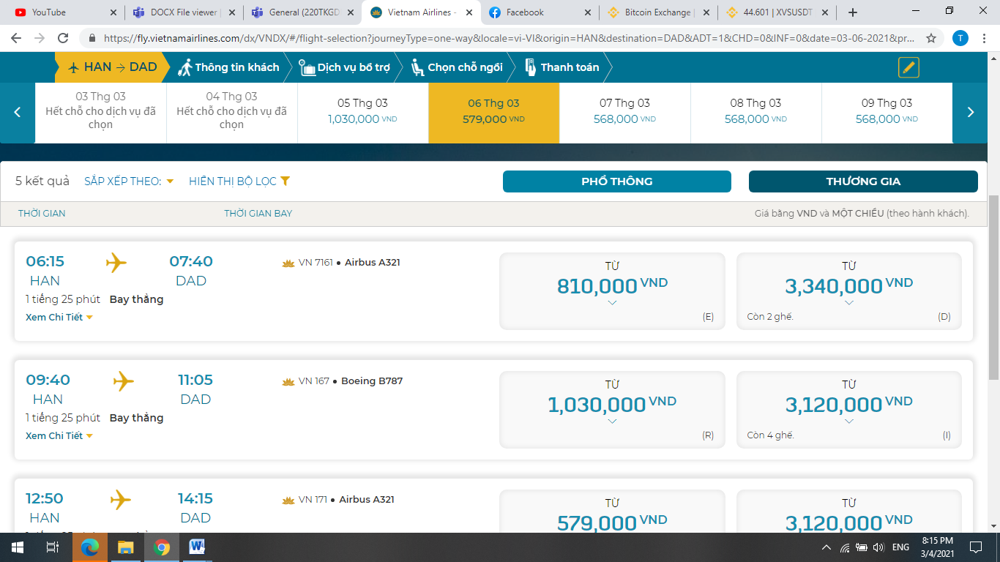 YouTube
DOCX File viewer
General (220TKGD
Vietnam Airlines -
Facebook
Bitcoin Exchange
44.601 | XVSUSDT
https://fly.vietnamairlines.com/dx/VNDX/#/flight-selection?journeyType=one-way&locale=vi-VI&origin=HAN&destination=DAD&ADT=1&CHD=0&INF=0&date=03-06-2021&pr...
T
HAN → DAD
Thông tin khách
Dịch vụ bổ trợ
Chọn chỗ ngồi
Thanh toán
03 Thg 03
Hết chỗ cho dịch vụ đã
chọn
04 Thg 03
Hết chỗ cho dịch vụ đã
chọn
05 Thg 03
1,030,000 VND
06 Thg 03
579,000 VND
07 Thg 03
568,000 VND
08 Thg 03
568,000 VND
09 Thg 03
568,000 VND
5 kết quả SẮP XẾP THEO: HIỂN THỊ BỘ LỌC
PHỔ THÔNG
THƯƠNG GIA
THỜI GIAN
THỜI GIAN BAY
Giá bằng VND và MỘT CHIỀU (theo hành khách).
06:15 07:40
HAN DAD
1 tiếng 25 phút Bay thẳng
Xem Chi Tiết
VN 7161 • Airbus A321
TỪ
810,000 VND
(E)
TỪ
3,340,000 VND
Còn 2 ghế. (D)
09:40 11:05
HAN DAD
1 tiếng 25 phút Bay thẳng
Xem Chi Tiết
VN 167 • Boeing B787
TỪ
1,030,000 VND
(R)
TỪ
3,120,000 VND
Còn 4 ghế. (I)
12:50 14:15
HAN DAD
VN 171 • Airbus A321
TỪ
579,000 VND
TỪ
3,120,000 VND
ENG
8:15 PM
3/4/2021